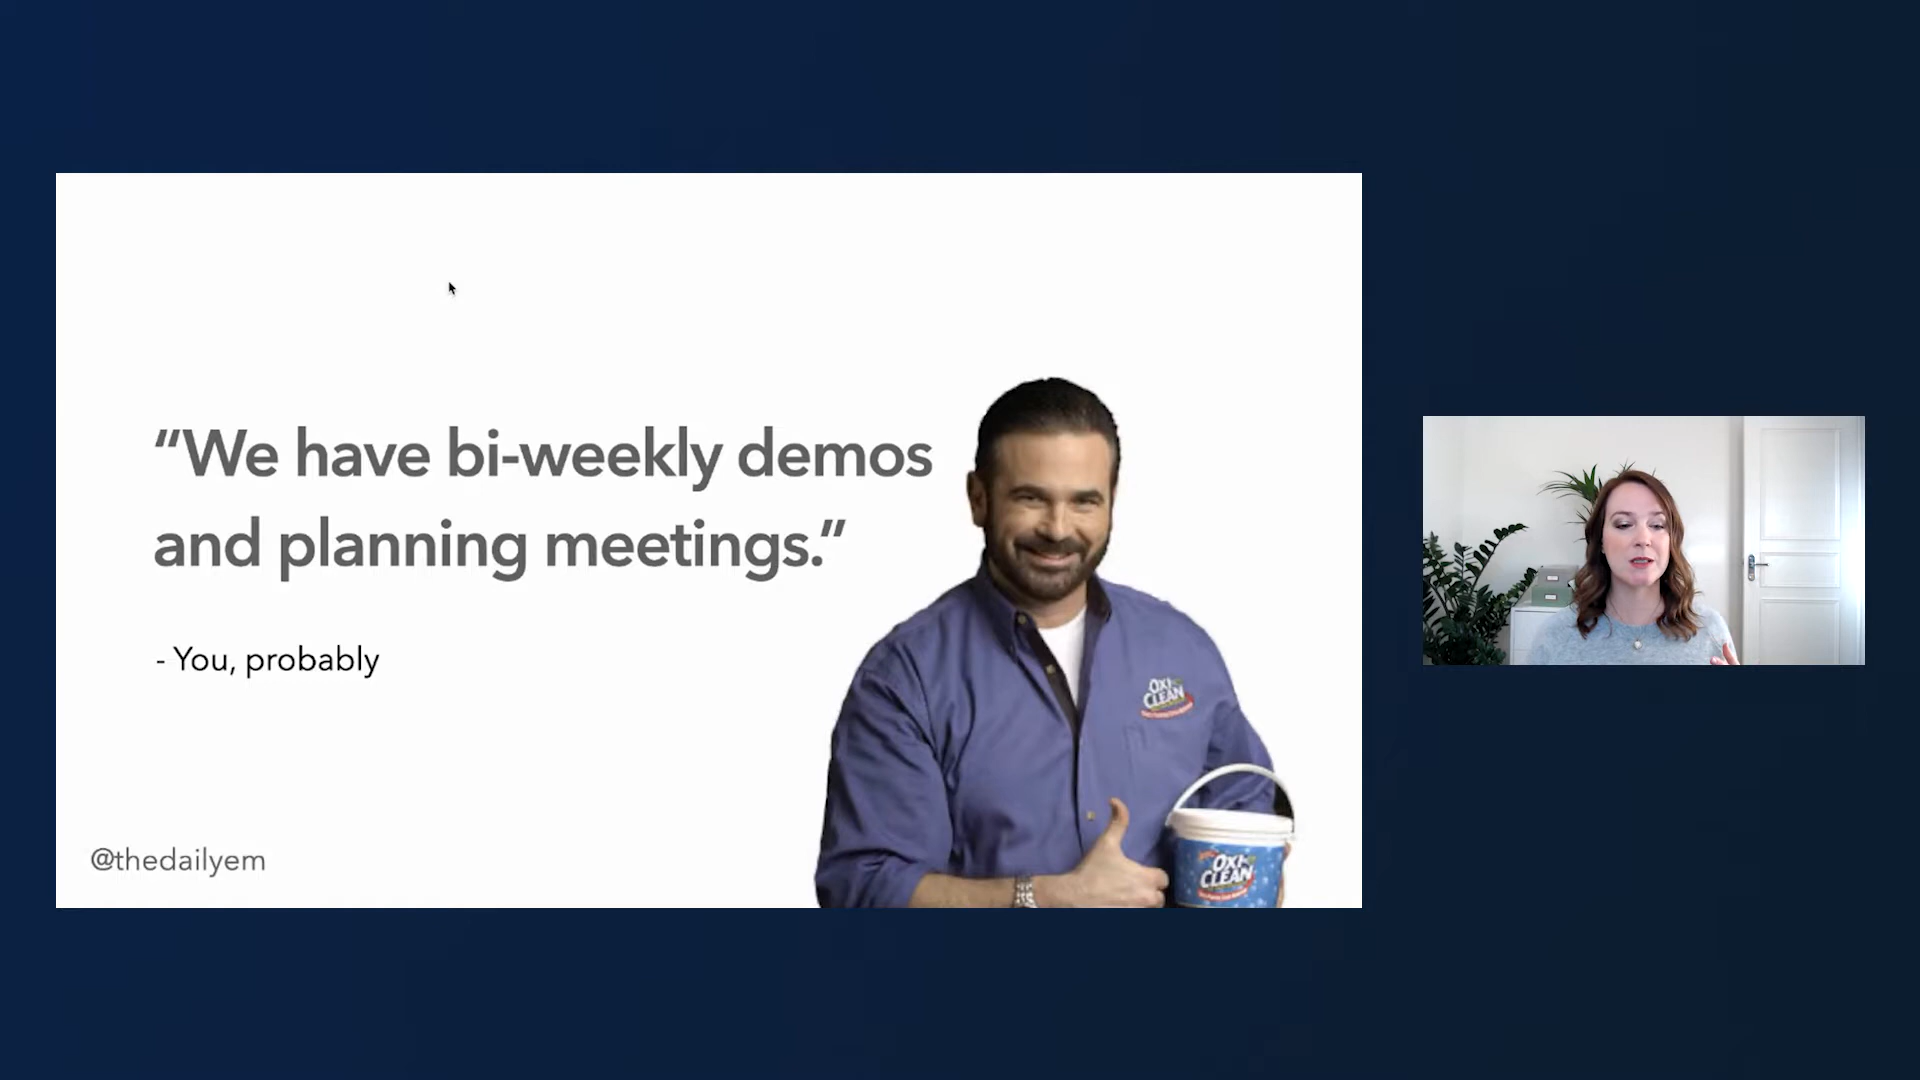 “We have bi-weekly demos
and planning meetings.”
- You, probably
OXI
CLEAN
OXI
CLEAN
@thedailyem